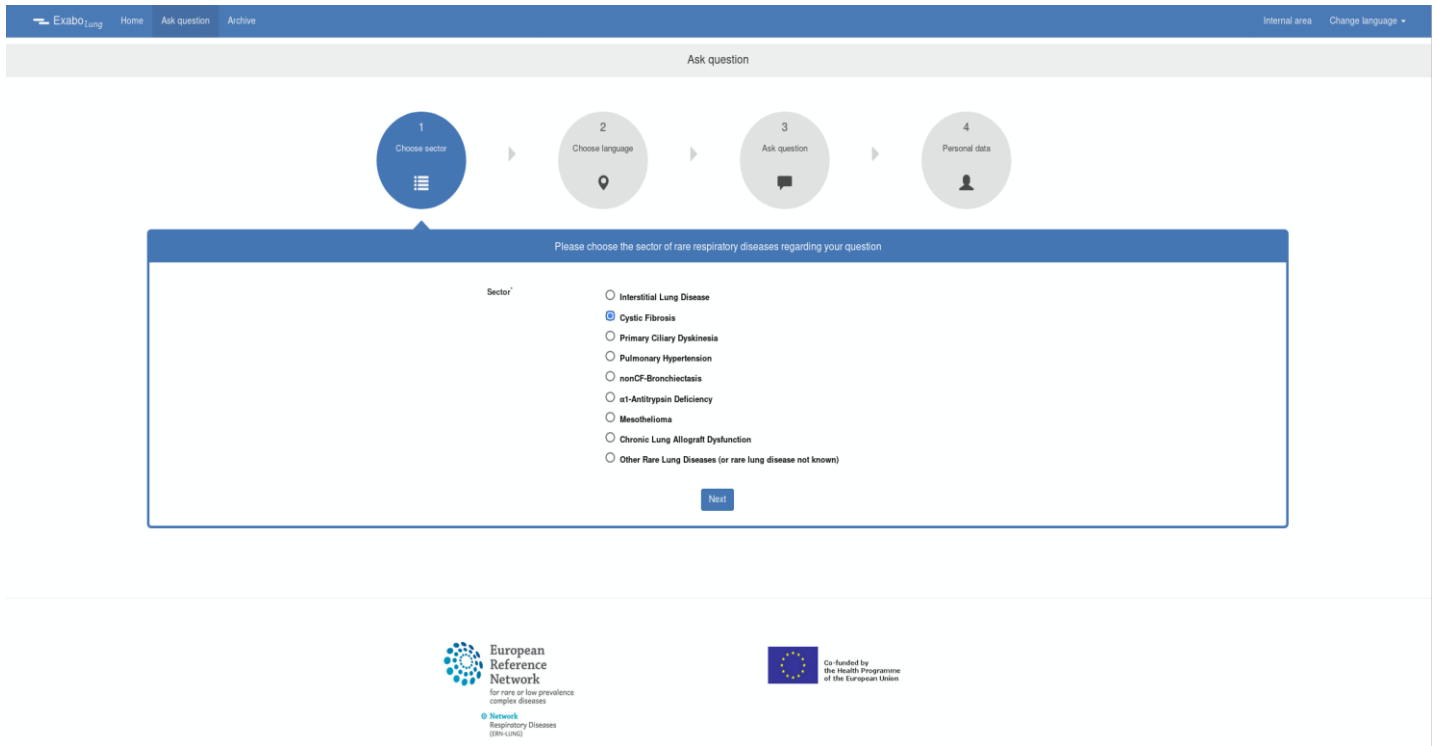 Exabo Lung Home Ask question Archive Internal area Change language
Ask question
1 2 3 4
Choose sector Choose language Ask question Personal data
Please choose the sector of rare respiratory diseases regarding your question
Sector* Interstitial Lung Disease
Cystic Fibrosis
Primary Ciliary Dyskinesia
Pulmonary Hypertension
nonCF-Bronchiectasis
α1-Antitrypsin Deficiency
Mesothelioma
Chronic Lung Allograft Dysfunction
Other Rare Lung Diseases (or rare lung disease not known)
Next
European
Reference
Network
for rare or low prevalence
complex diseases
Network
Respiratory Diseases
(ERN-LUNG)
Co-funded by
the Health Programme
of the European Union